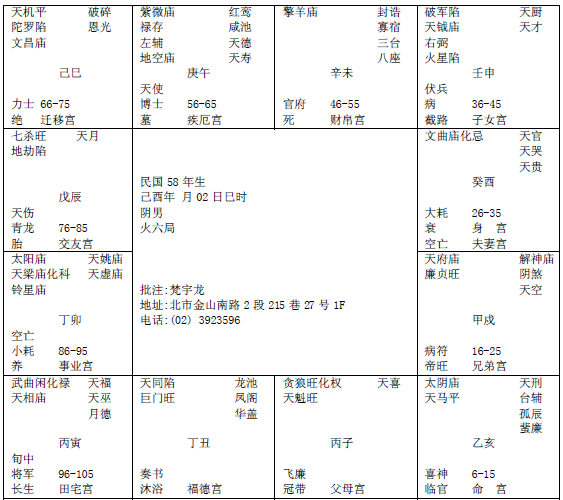 天机平 破碎
陀罗陷 恩光
文昌庙
己巳
力士 66-75
绝 迁移宫
紫微庙 红鸾
禄存 咸池
左辅 天德
地空庙 天寿
庚午
天使
博士 56-65
墓 疾厄宫
擎羊庙 封诰
寡宿
三台
八座
辛未
官府 46-55
死 财帛宫
破军陷 天厨
天钺庙 天才
右弼
火星陷
壬申
伏兵
病 36-45
截路 子女宫
七杀旺 天月
地劫陷
戊辰
天伤
青龙 76-85
胎 交友宫
民国 58 年生
己酉年 月 02 日巳时
阴男
火六局
批注:梵宇龙
地址:北市金山南路 2 段 215 巷 27 号 1F
电话:(02) 3923596
文曲庙化忌 天官
天哭
天贵
癸酉
大耗 26-35
衰 身 宫
空亡 夫妻宫
太阳庙 天姚庙
天梁庙化科 天虚庙
铃星庙
丁卯
空亡
小耗 86-95
养 事业宫
天府庙 解神庙
廉贞旺 阴煞
天空
甲戌
病符 16-25
帝旺 兄弟宫
武曲闲化禄 天福
天相庙 天巫
月德
丙寅
旬中
将军 96-105
长生 田宅宫
天同陷 龙池
巨门旺 凤阁
华盖
丁丑
奏书
沐浴 福德宫
贪狼旺化权 天喜
天魁旺
丙子
飞廉
冠带 父母宫
太阴庙 天刑
天马平 台辅
孤辰
蜚廉
乙亥
喜神 6-15
临官 命 宫